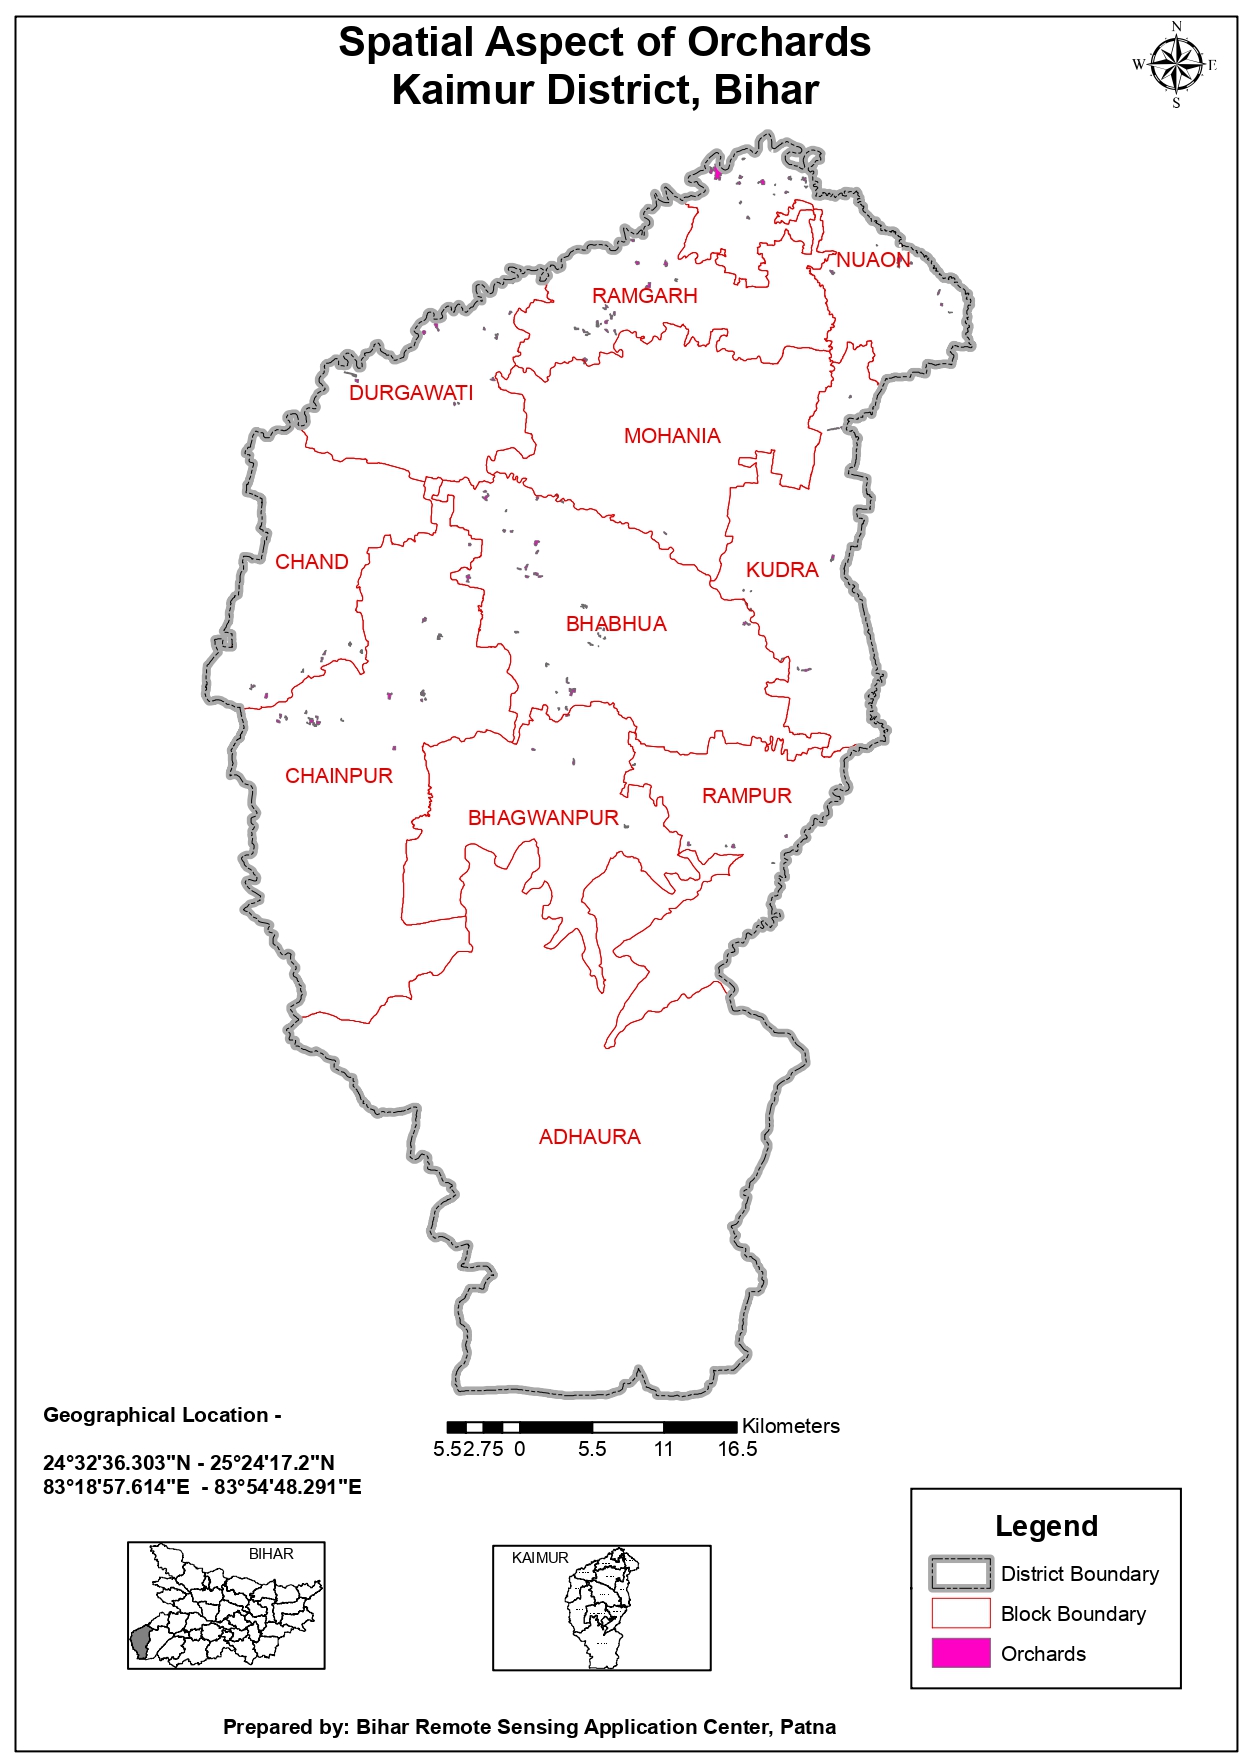 Spatial Aspect of Orchards
Kaimur District, Bihar
N
W E
S
NUAON
RAMGARH
DURGAWATI
MOHANIA
CHAND
KUDRA
BHABHUA
CHAINPUR
RAMPUR
BHAGWANPUR
ADHAURA
Geographical Location -
24°32'36.303"N - 25°24'17.2"N
83°18'57.614"E - 83°54'48.291"E
Kilometers
5.52.75 0 5.5 11 16.5
BIHAR
KAIMUR
Legend
District Boundary
Block Boundary
Orchards
Prepared by: Bihar Remote Sensing Application Center, Patna